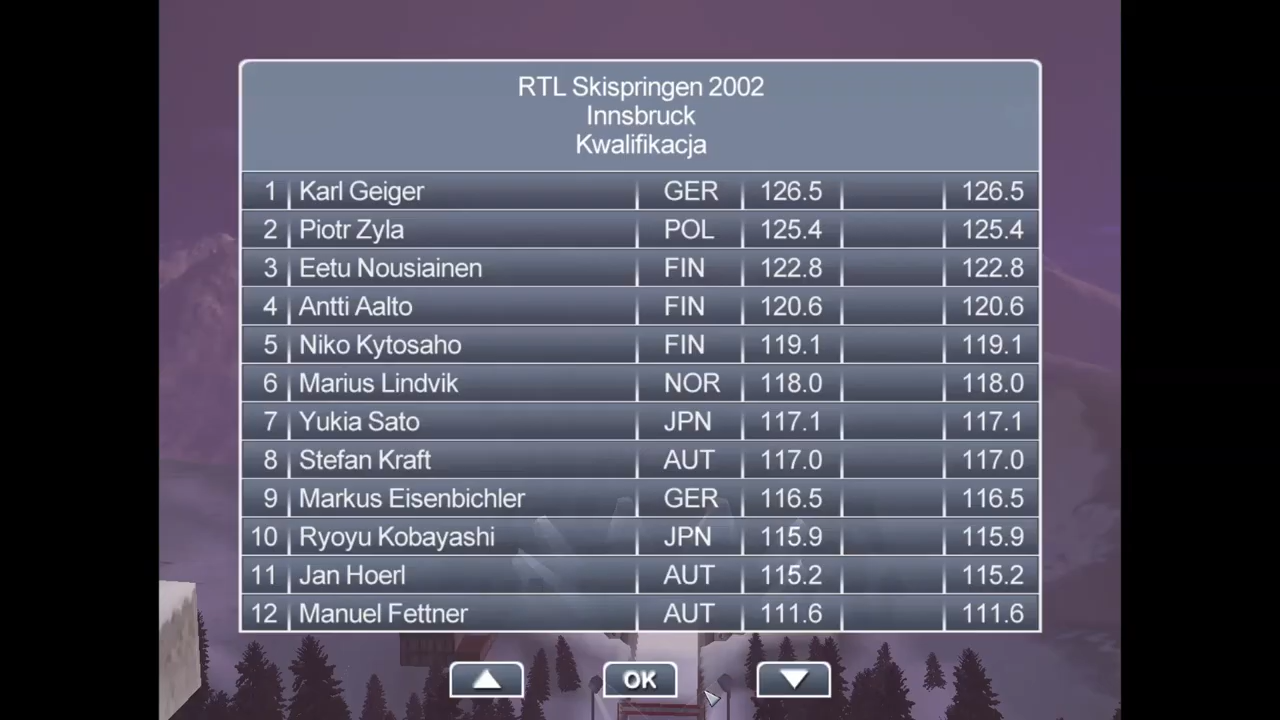 RTL Skispringen 2002
Innsbruck
Kwalifikacja
1 Karl Geiger GER 126.5 126.5
2 Piotr Zyla POL 125.4 125.4
3 Eetu Nousiainen FIN 122.8 122.8
4 Antti Aalto FIN 120.6 120.6
5 Niko Kytosaho FIN 119.1 119.1
6 Marius Lindvik NOR 118.0 118.0
7 Yukia Sato JPN 117.1 117.1
8 Stefan Kraft AUT 117.0 117.0
9 Markus Eisenbichler GER 116.5 116.5
10 Ryoyu Kobayashi JPN 115.9 115.9
11 Jan Hoerl AUT 115.2 115.2
12 Manuel Fettner AUT 111.6 111.6
OK